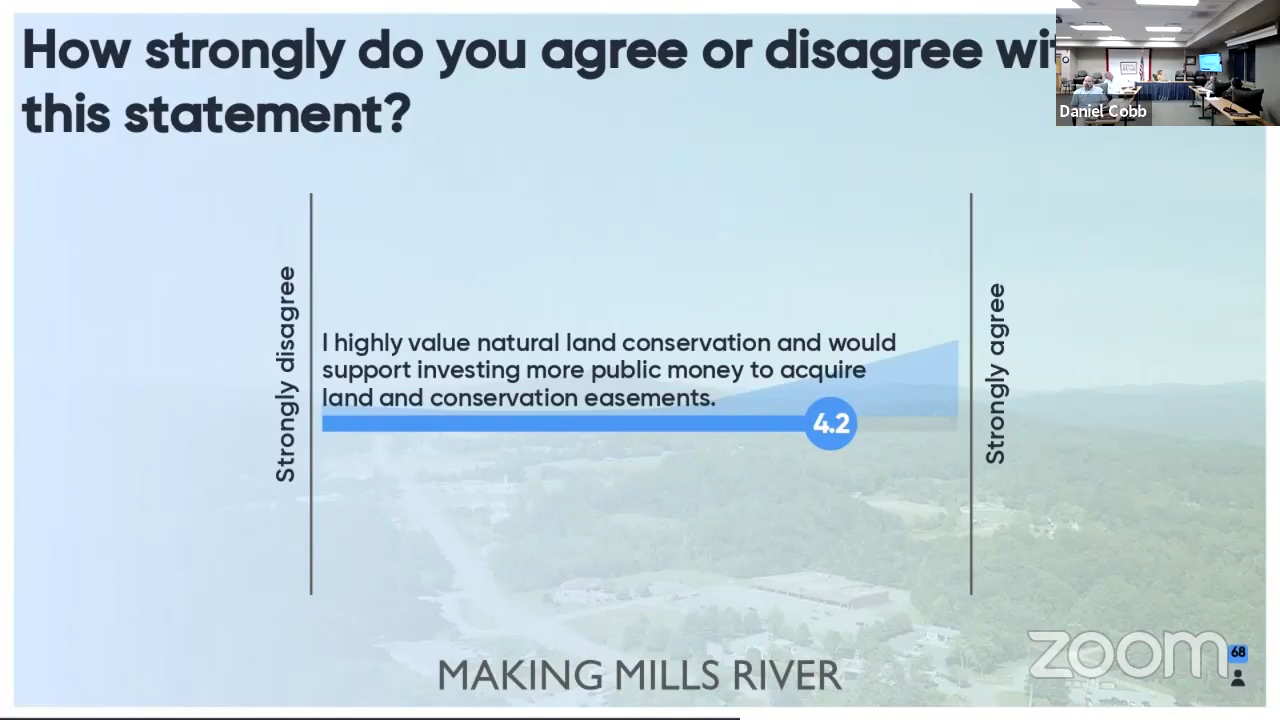 How strongly do you agree or disagree wit
this statement?
Daniel Cobb
Strongly disagree
I highly value natural land conservation and would
support investing more public money to acquire
land and conservation easements.
4.2
Strongly agree
MAKING MILLS RIVER
zoom
68